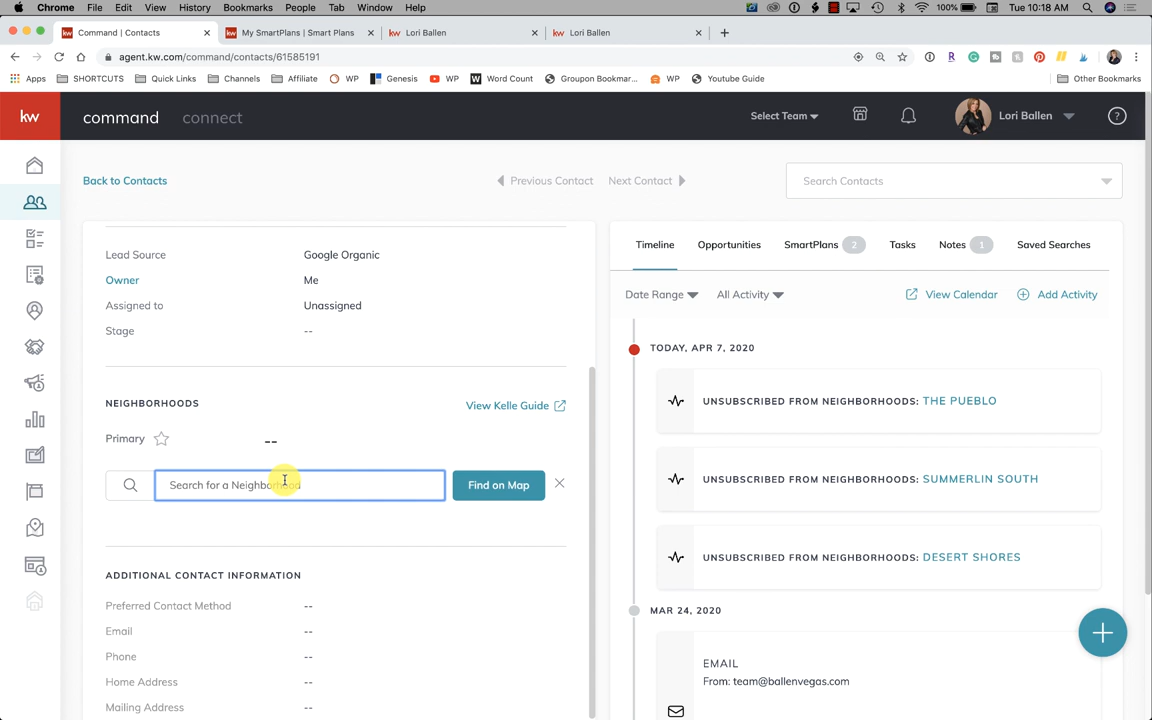 Chrome File Edit View History Bookmarks People Tab Window Help 100% Tue 10:18 AM
Command | Contacts My SmartPlans | Smart Plans kw Lori Ballen kw Lori Ballen
agent.kw.com/command/contacts/61585191
Apps SHORTCUTS Quick Links Channels Affiliate WP Genesis WP Word Count Groupon Bookmar... WP Youtube Guide Other Bookmarks
kw command connect Select Team Lori Ballen ?
Back to Contacts Previous Contact Next Contact Search Contacts
Timeline Opportunities SmartPlans 2 Tasks Notes 1 Saved Searches
Date Range All Activity View Calendar Add Activity
Lead Source Google Organic
Owner Me
Assigned to Unassigned
Stage --
NEIGHBORHOODS View Kelle Guide
Primary --
Search for a Neighborhood Find on Map
ADDITIONAL CONTACT INFORMATION
Preferred Contact Method --
Email --
Phone --
Home Address --
Mailing Address --
TODAY, APR 7, 2020
UNSUBSCRIBED FROM NEIGHBORHOODS: THE PUEBLO
UNSUBSCRIBED FROM NEIGHBORHOODS: SUMMERLIN SOUTH
UNSUBSCRIBED FROM NEIGHBORHOODS: DESERT SHORES
MAR 24, 2020
EMAIL
From: team@ballenvegas.com